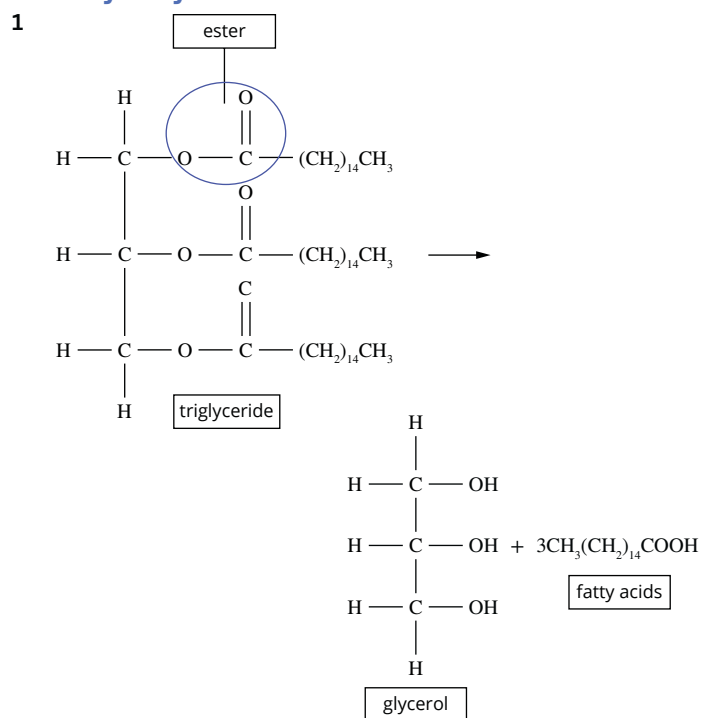 1
ester
H O
H — C — O — C — (CH₂)₁₄CH₃
O
H — C — O — C — (CH₂)₁₄CH₃
C
H — C — O — C — (CH₂)₁₄CH₃
H
triglyceride
H
H — C — OH
H — C — OH + 3CH₃(CH₂)₁₄COOH
fatty acids
H — C — OH
H
glycerol